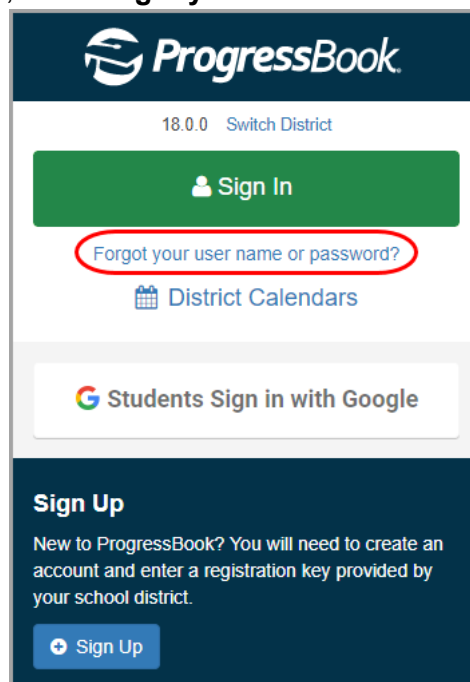 ProgressBook
18.0.0 Switch District
Sign In
Forgot your user name or password?
District Calendars
Students Sign in with Google
Sign Up
New to ProgressBook? You will need to create an
account and enter a registration key provided by
your school district.
Sign Up